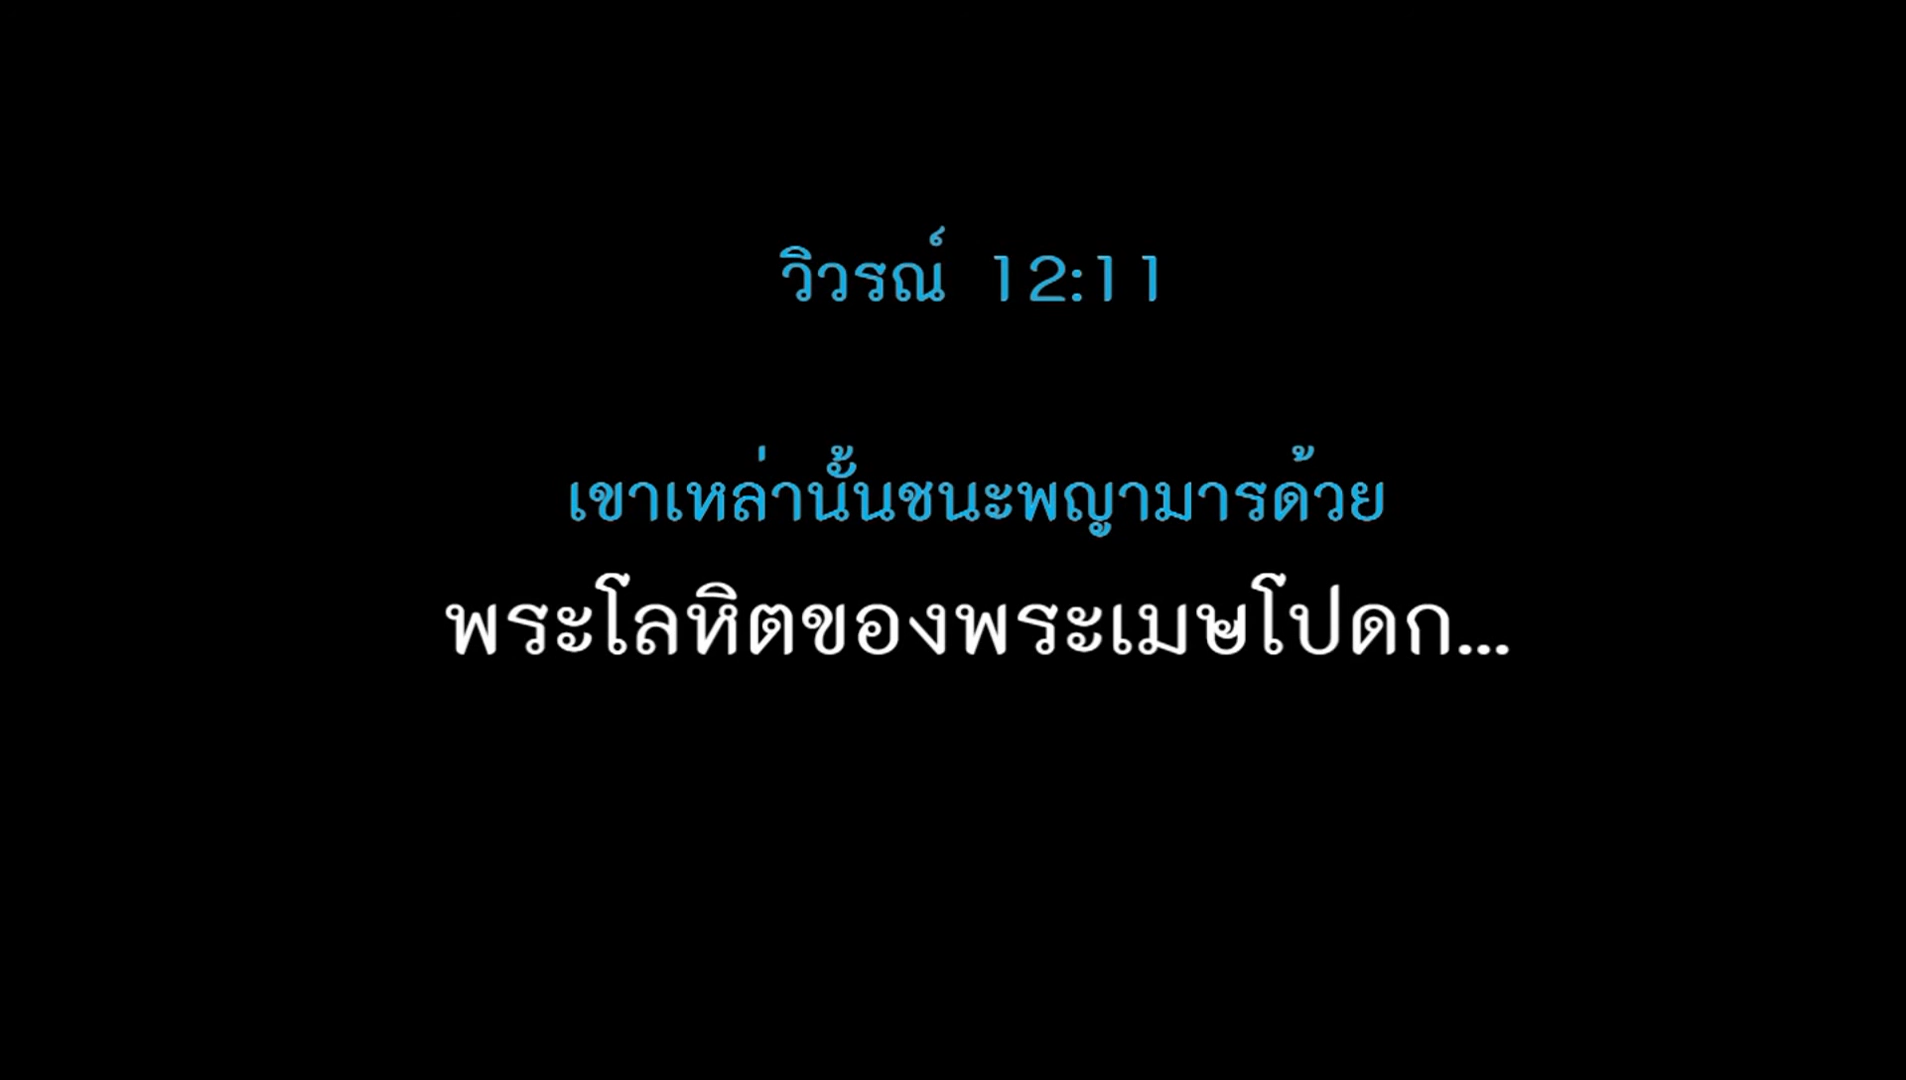 วิวรณ์ 12:11
เขาเหล่านั้นชนะพญามารด้วย
พระโลหิตของพระเมษโปดก...